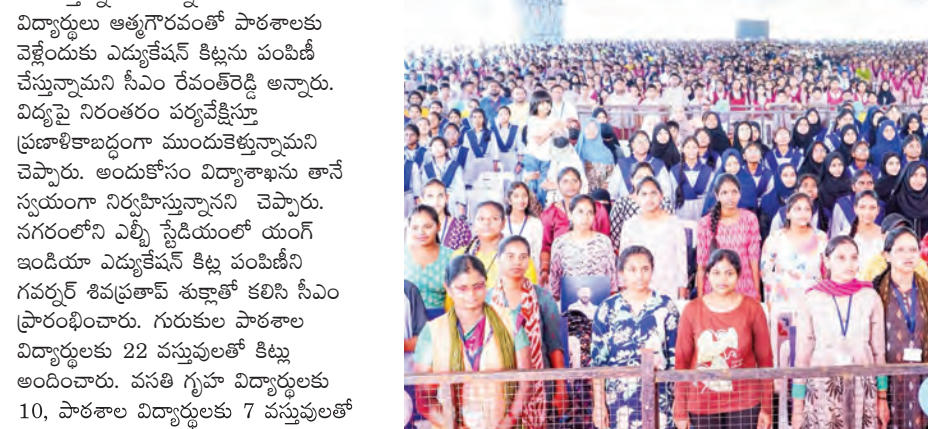 విద్యార్థులు ఆత్మగౌరవంతో పాఠశాలకు
వెళ్లేందుకు ఎడ్యుకేషన్ కిట్లను పంపిణీ
చేస్తున్నామని సీఎం రేవంత్‌రెడ్డి అన్నారు.
విద్యపై నిరంతరం పర్యవేక్షిస్తూ
ప్రణాళికాబద్ధంగా ముందుకెళ్తున్నామని
చెప్పారు. అందుకోసం విద్యాశాఖను తానే
స్వయంగా నిర్వహిస్తున్నానని చెప్పారు.
నగరంలోని ఎల్బీ స్టేడియంలో యంగ్
ఇండియా ఎడ్యుకేషన్ కిట్ల పంపిణీని
గవర్నర్ శివప్రతాప్ శుక్లాతో కలిసి సీఎం
ప్రారంభించారు. గురుకుల పాఠశాల
విద్యార్థులకు 22 వస్తువులతో కిట్లు
అందించారు. వసతి గృహ విద్యార్థులకు
10, పాఠశాల విద్యార్థులకు 7 వస్తువులతో